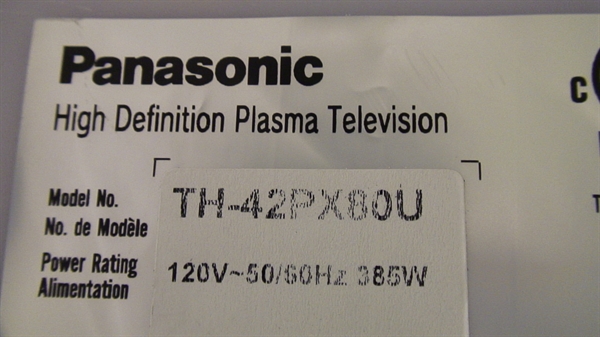 Panasonic
High Definition Plasma Television
Model No.
No. de Modèle
TH-42PX80U
Power Rating
Alimentation
120V~50/60Hz 385W
C
T